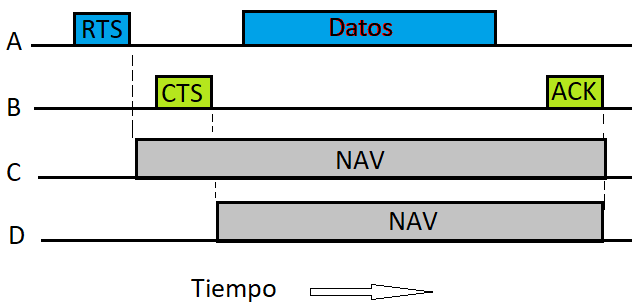 A RTS Datos
B CTS ACK
C NAV
D NAV
Tiempo